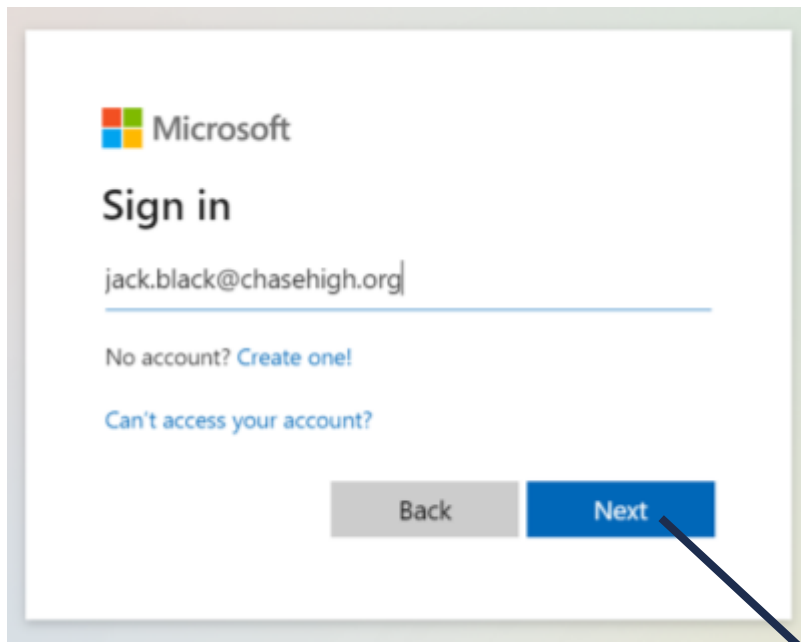 Microsoft
Sign in
jack.black@chasehigh.org
No account? Create one!
Can't access your account?
Back Next